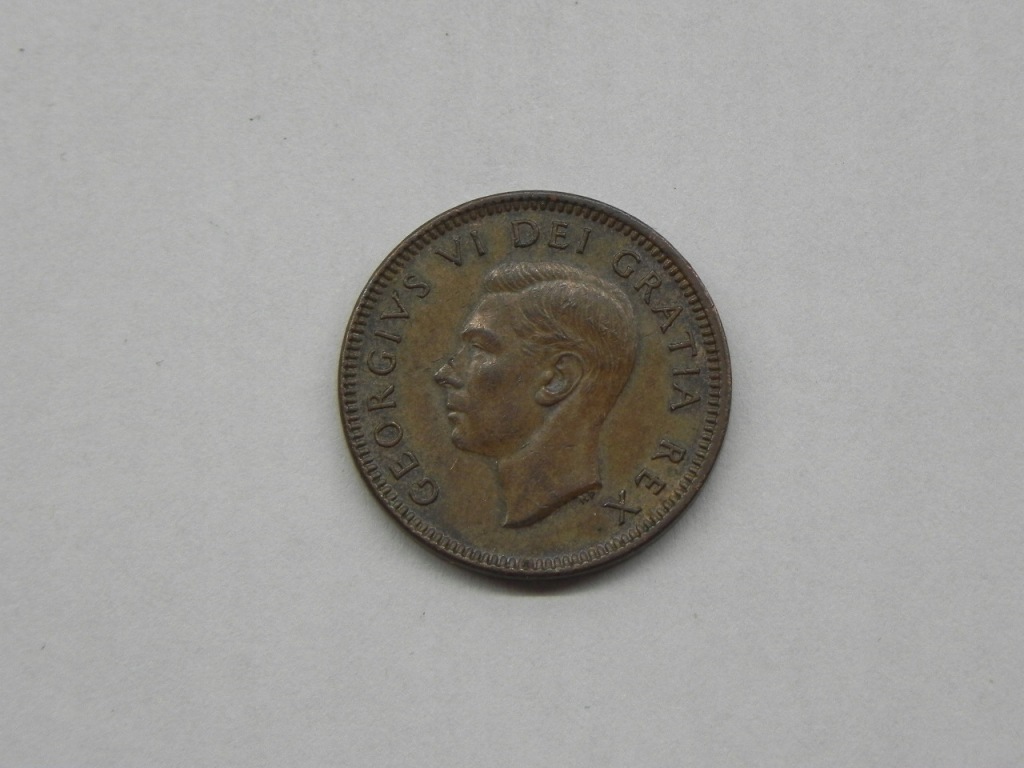 GEORGIVS VI DEI GRATIA REX